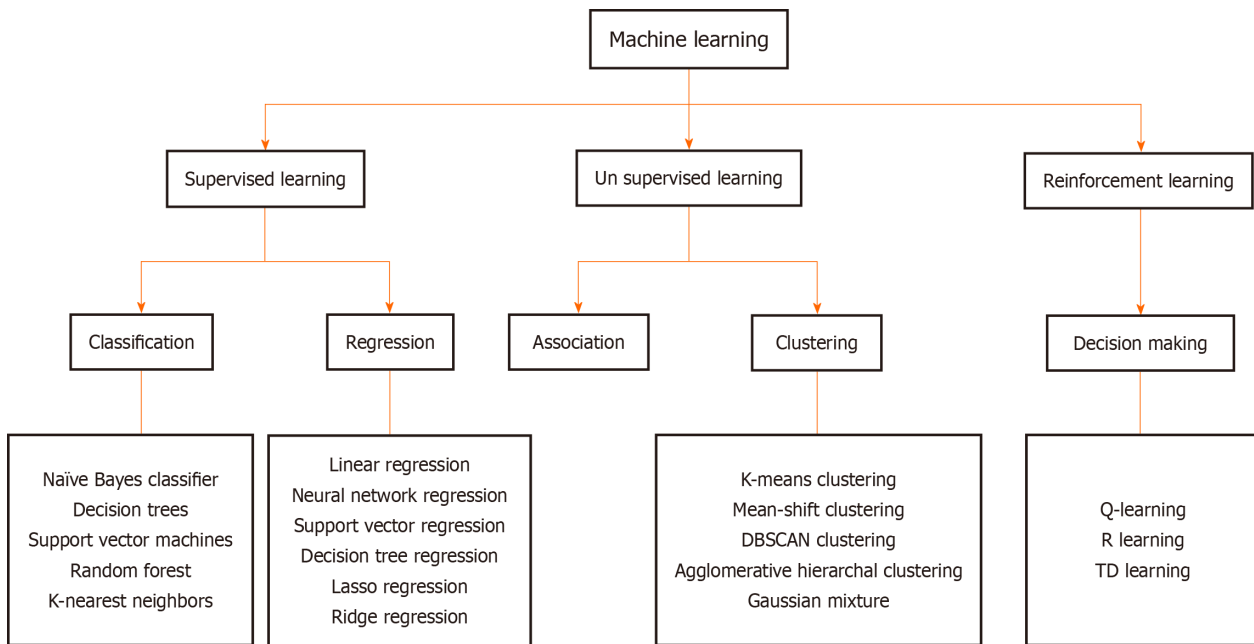 Machine learning
Supervised learning
Un supervised learning
Reinforcement learning
Classification
Regression
Association
Clustering
Decision making
Naïve Bayes classifier
Decision trees
Support vector machines
Random forest
K-nearest neighbors
Linear regression
Neural network regression
Support vector regression
Decision tree regression
Lasso regression
Ridge regression
K-means clustering
Mean-shift clustering
DBSCAN clustering
Agglomerative hierarchal clustering
Gaussian mixture
Q-learning
R learning
TD learning